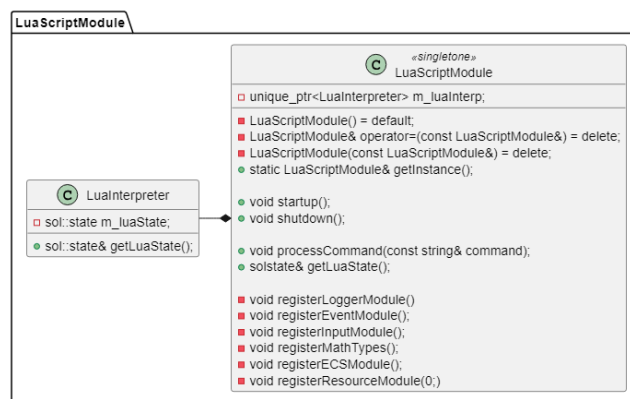 LuaScriptModule
«singletone»
C LuaScriptModule
unique_ptr<LuaInterpreter> m_luaInterp;
LuaScriptModule() = default;
LuaScriptModule& operator=(const LuaScriptModule&) = delete;
LuaScriptModule(const LuaScriptModule&) = delete;
static LuaScriptModule& getInstance();
void startup();
void shutdown();
void processCommand(const string& command);
solstate& getLuaState();
void registerLoggerModule()
void registerEventModule();
void registerInputModule();
void registerMathTypes();
void registerECSModule();
void registerResourceModule(0;)
C LuaInterpreter
sol::state m_luaState;
sol::state& getLuaState();